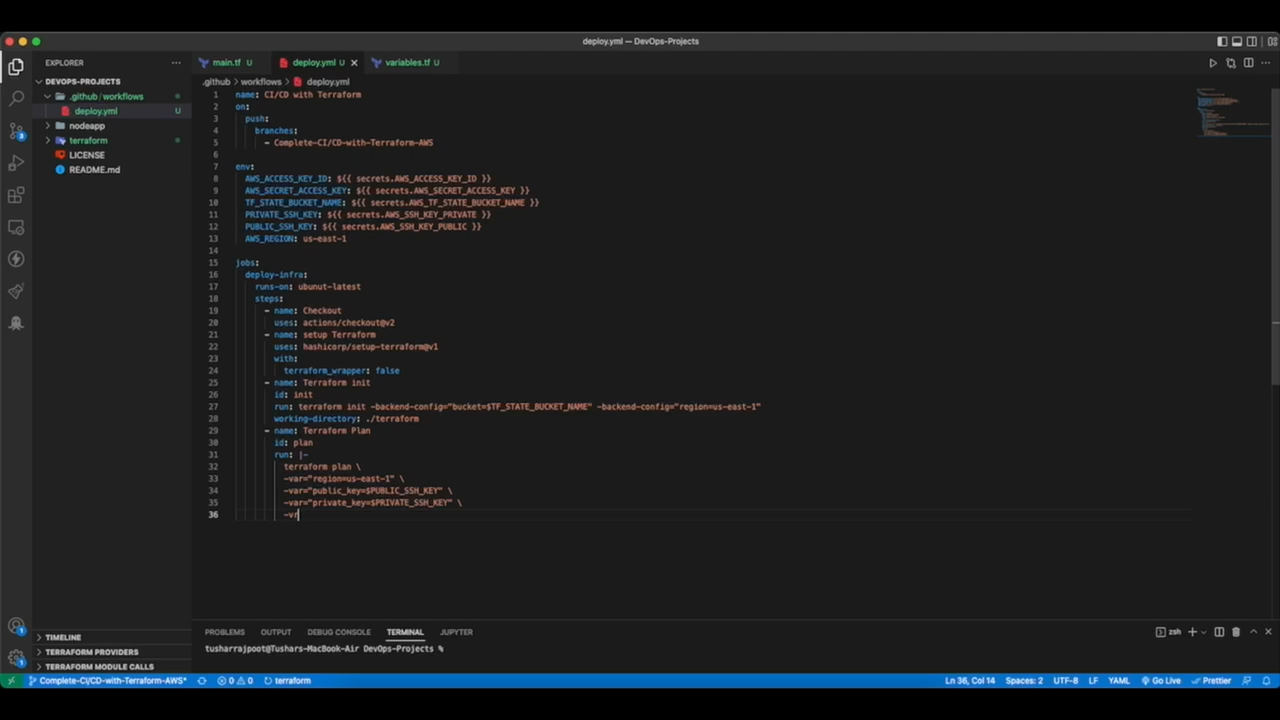 deploy.yml — DevOps-Projects
EXPLORER
main.tf U
deploy.yml U
variables.tf U
DEVOPS-PROJECTS
.github > workflows > deploy.yml
.github / workflows
deploy.yml U
nodeapp
terraform
LICENSE
README.md
1 name: CI/CD with Terraform
2 on:
3 push:
4 branches:
5 - Complete-CI/CD-with-Terraform-AWS
6
7 env:
8 AWS_ACCESS_KEY_ID: ${{ secrets.AWS_ACCESS_KEY_ID }}
9 AWS_SECRET_ACCESS_KEY: ${{ secrets.AWS_SECRET_ACCESS_KEY }}
10 TF_STATE_BUCKET_NAME: ${{ secrets.AWS_TF_STATE_BUCKET_NAME }}
11 PRIVATE_SSH_KEY: ${{ secrets.AWS_SSH_KEY_PRIVATE }}
12 PUBLIC_SSH_KEY: ${{ secrets.AWS_SSH_KEY_PUBLIC }}
13 AWS_REGION: us-east-1
14
15 jobs:
16 deploy-infra:
17 runs-on: ubunut-latest
18 steps:
19 - name: Checkout
20 uses: actions/checkout@v2
21 - name: setup Terraform
22 uses: hashicorp/setup-terraform@v1
23 with:
24 terraform_wrapper: false
25 - name: Terraform init
26 id: init
27 run: terraform init -backend-config="bucket=$TF_STATE_BUCKET_NAME" -backend-config="region=us-east-1"
28 working-directory: ./terraform
29 - name: Terraform Plan
30 id: plan
31 run: |-
32 terraform plan \
33 -var="region=us-east-1" \
34 -var="public_key=$PUBLIC_SSH_KEY" \
35 -var="private_key=$PRIVATE_SSH_KEY" \
36 -vr
PROBLEMS OUTPUT DEBUG CONSOLE TERMINAL JUPYTER
zsh
tusharrajpoot@Tushars-MacBook-Air DevOps-Projects %
TIMELINE
TERRAFORM PROVIDERS
TERRAFORM MODULE CALLS
3
1
1
Complete-CI/CD-with-Terraform-AWS* 0 0 terraform
Ln 36, Col 14 Spaces: 2 UTF-8 LF YAML Go Live Prettier